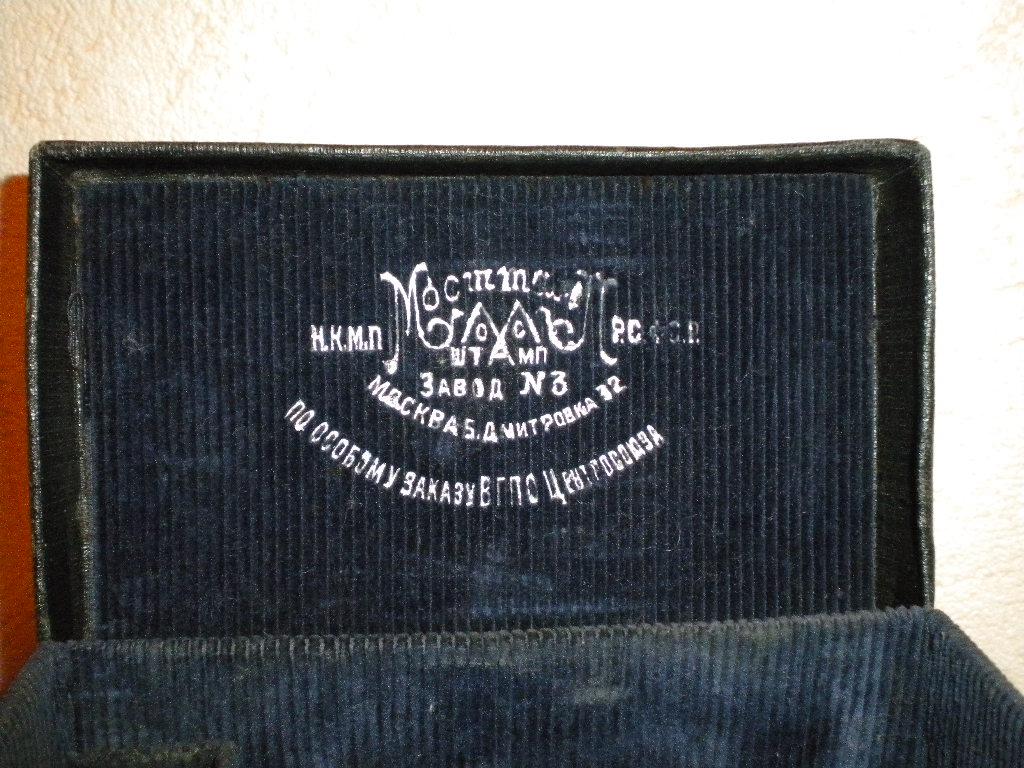 Мосштамп
Н.К.М.П Р.С.Ф.С.Р.
МОС
ШТАМП
ЗАВОД №3
МОСКВА Б.ДМИТРОВКА 32
ПО ОСОБОМУ ЗАКАЗУ ВГПО ЦЕНТРОСОЮЗА